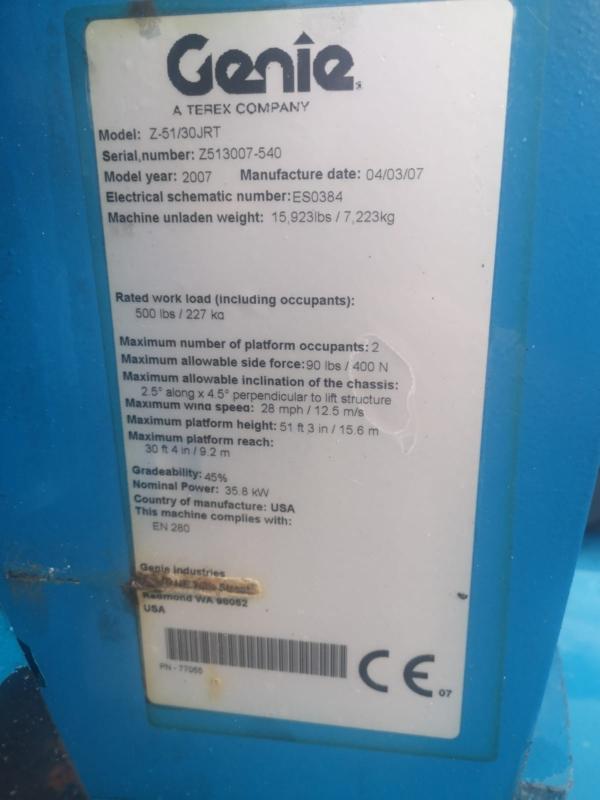 Genie
A TEREX COMPANY
Model: Z-51/30JRT
Serial number: Z513007-540
Model year: 2007 Manufacture date: 04/03/07
Electrical schematic number: ES0384
Machine unladen weight: 15,923lbs / 7,223kg
Rated work load (including occupants):
500 lbs / 227 kg
Maximum number of platform occupants: 2
Maximum allowable side force: 90 lbs / 400 N
Maximum allowable inclination of the chassis:
2.5° along x 4.5° perpendicular to lift structure
Maximum wind speed: 28 mph / 12.5 m/s
Maximum platform height: 51 ft 3 in / 15.6 m
Maximum platform reach:
30 ft 4 in / 9.2 m
Gradeability: 45%
Nominal Power: 35.8 kW
Country of manufacture: USA
This machine complies with:
EN 280
Genie Industries
Street
Redmond WA 98052
USA
PN - 77055
CE 07